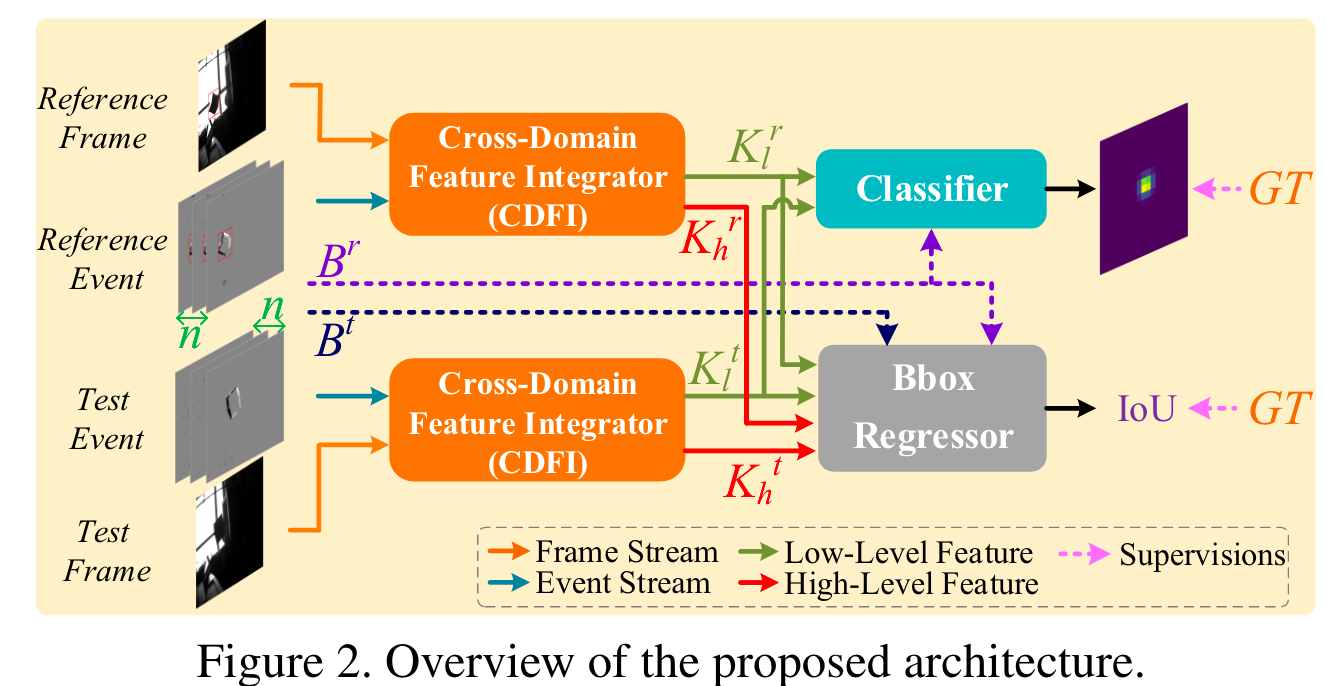 Reference
Frame
Cross-Domain
Feature Integrator
(CDFI)
K_l^r
Classifier
GT
Reference
Event
K_h^r
B^r
n
n
B^t
Test
Event
Cross-Domain
Feature Integrator
(CDFI)
K_l^t
Bbox
Regressor
IoU
GT
K_h^t
Test
Frame
Frame Stream
Low-Level Feature
Supervisions
Event Stream
High-Level Feature
Figure 2. Overview of the proposed architecture.